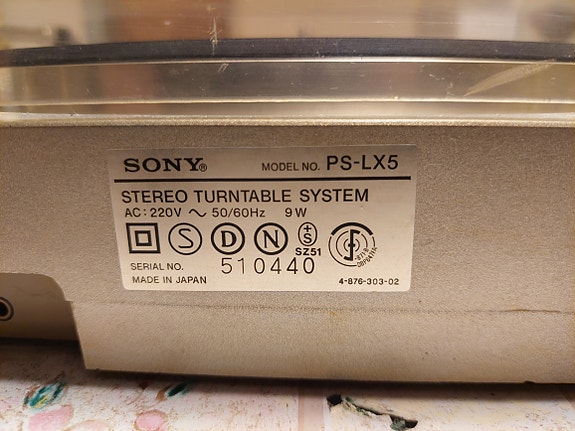 SONY® MODEL NO. PS-LX5
STEREO TURNTABLE SYSTEM
AC: 220V ~ 50/60Hz 9W
S D N S
SZ51
SERIAL NO. 510440
MADE IN JAPAN 4-876-303-02